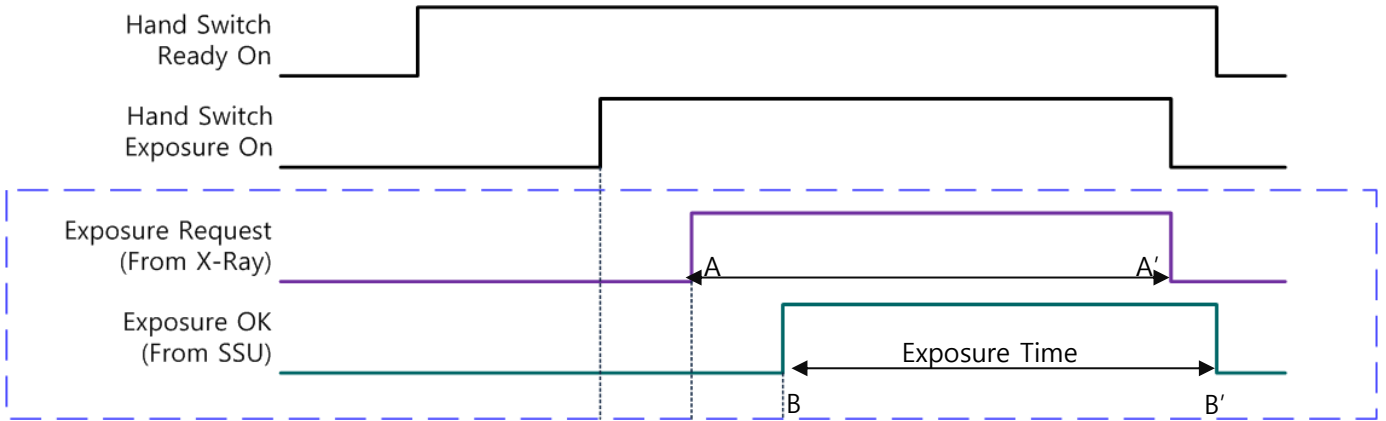 Hand Switch
Ready On
Hand Switch
Exposure On
Exposure Request
(From X-Ray)
A
A′
Exposure OK
(From SSU)
Exposure Time
B
B′